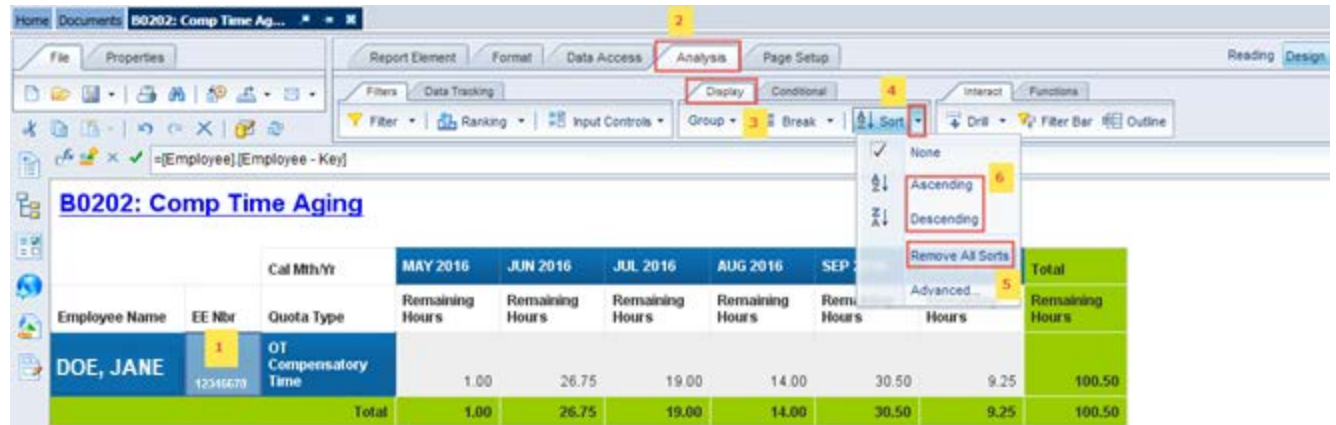 Home Documents B0202: Comp Time Ag...
2
File Properties Report Element Format Data Access Analysis Page Setup Reading Design
Filters Data Tracking Display Conditional 4 Interact Functions
Filter Ranking Input Controls Group 3 Break Sort Drill Filter Bar Outline
=[Employee].[Employee - Key]
None
Ascending 6
Descending
Remove All Sorts
Advanced... 5
B0202: Comp Time Aging
Cal Mth/Yr MAY 2016 JUN 2016 JUL 2016 AUG 2016 SEP Total
Employee Name EE Nbr Quota Type Remaining Hours Remaining Hours Remaining Hours Remaining Hours Hours Hours Remaining Hours
DOE, JANE 1 12345678 OT Compensatory Time 1.00 26.75 19.00 14.00 30.50 9.25 100.50
Total 1.00 26.75 19.00 14.00 30.50 9.25 100.50